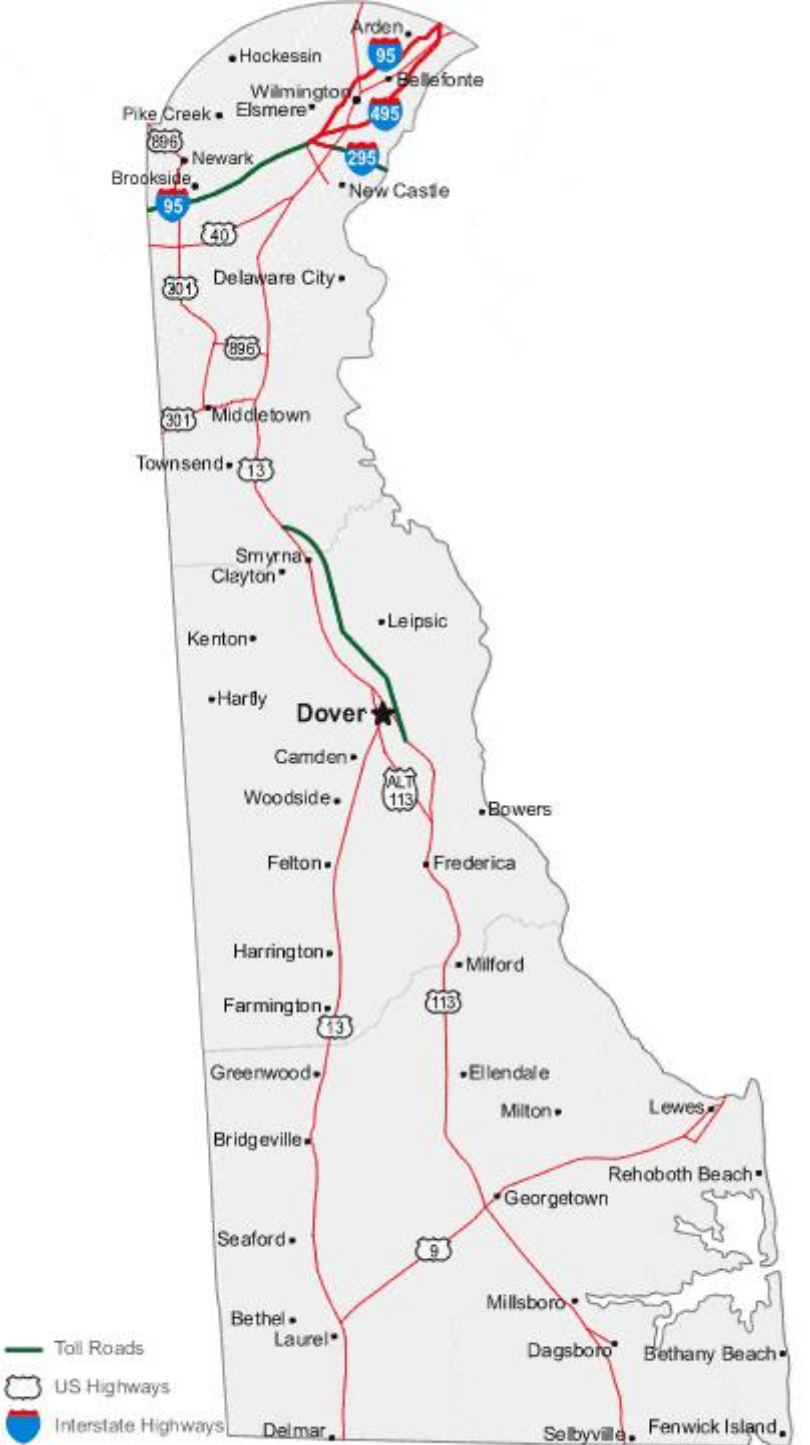 Arden
95
Hockessin
Bellefonte
Wilmington
Elsmere
495
Pike Creek
896
295
Newark
Brookside
New Castle
95
40
Delaware City
301
896
301
Middletown
Townsend
13
Smyrna
Clayton
Leipsic
Kenton
Hartly
Dover
Camden
ALT
113
Woodside
Bowers
Felton
Frederica
Harrington
Milford
113
Farmington
13
Greenwood
Ellendale
Milton
Lewes
Bridgeville
Rehoboth Beach
Georgetown
Seaford
9
Millsboro
Bethel
Laurel
Dagsboro
Bethany Beach
Toll Roads
US Highways
Interstate Highways
Delmar
Selbyville
Fenwick Island